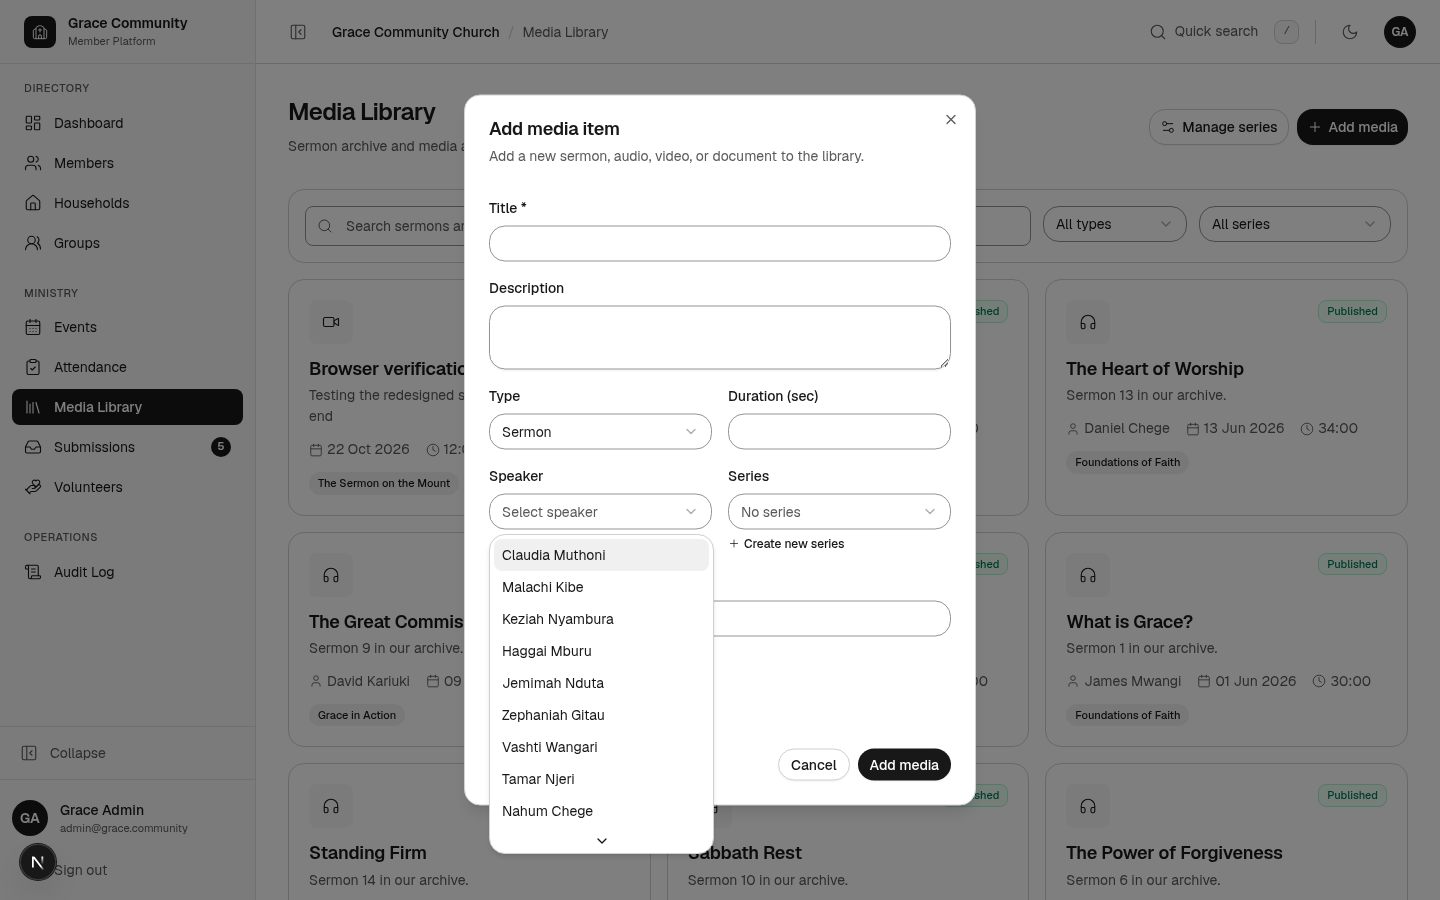 Grace Community
Member Platform
Grace Community Church / Media Library
Quick search /
GA
DIRECTORY
Dashboard
Members
Households
Groups
MINISTRY
Events
Attendance
Media Library
Submissions 5
Volunteers
OPERATIONS
Audit Log
Collapse
GA
Grace Admin
admin@grace.community
N
Sign out
Media Library
Sermon archive and media
Manage series
+ Add media
Search sermons
All types
All series
Browser
Testing the redesigned
end
22 Oct 2026
The Sermon on the Mount
Published
The Heart of Worship
Sermon 13 in our archive.
Daniel Chege 13 Jun 2026 34:00
Foundations of Faith
The Great
Sermon 9 in our archive.
David Kariuki 09
Grace in Action
Published
What is Grace?
Sermon 1 in our archive.
James Mwangi 01 Jun 2026 30:00
Foundations of Faith
Standing Firm
Sermon 14 in our archive.
Sabbath Rest
Sermon 10 in our archive.
Published
The Power of Forgiveness
Sermon 6 in our archive.
Add media item
Add a new sermon, audio, video, or document to the library.
Title *
Description
Type
Duration (sec)
Sermon
Speaker
Series
Select speaker
No series
+ Create new series
Claudia Muthoni
Malachi Kibe
Keziah Nyambura
Haggai Mburu
Jemimah Nduta
Zephaniah Gitau
Vashti Wangari
Tamar Njeri
Nahum Chege
Cancel
Add media